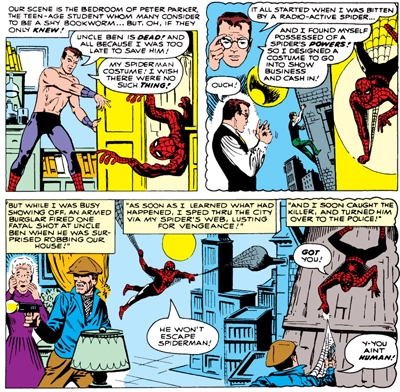 OUR SCENE IS THE BEDROOM OF PETER PARKER,
THE TEEN-AGE STUDENT WHOM MANY CONSIDER
TO BE A SHY BOOKWORM... BUT, OH, IF THEY
ONLY KNEW!
UNCLE BEN IS DEAD! AND
ALL BECAUSE I WAS TOO
LATE TO SAVE HIM!
MY SPIDERMAN
COSTUME! I WISH
THERE WERE NO
SUCH THING!
IT ALL STARTED WHEN I WAS BITTEN
BY A RADIO-ACTIVE SPIDER...
AND I FOUND MYSELF
POSSESSED OF A
SPIDER'S POWERS! SO
I DESIGNED A
COSTUME TO GO
INTO SHOW
BUSINESS
AND CASH IN!
OUCH!
"BUT WHILE I WAS BUSY
SHOWING OFF, AN ARMED
BURGLAR FIRED ONE
FATAL SHOT AT UNCLE
BEN WHEN HE WAS SUR-
PRISED ROBBING OUR
HOUSE!"
"AS SOON AS I LEARNED WHAT HAD
HAPPENED, I SPED THRU THE CITY
VIA MY SPIDER'S WEB, LUSTING
FOR VENGEANCE!"
HE WON'T
ESCAPE
SPIDERMAN!
"AND I SOON CAUGHT THE
KILLER, AND TURNED HIM
OVER TO THE POLICE!"
GOT
YOU!
Y-YOU
AINT
HUMAN!